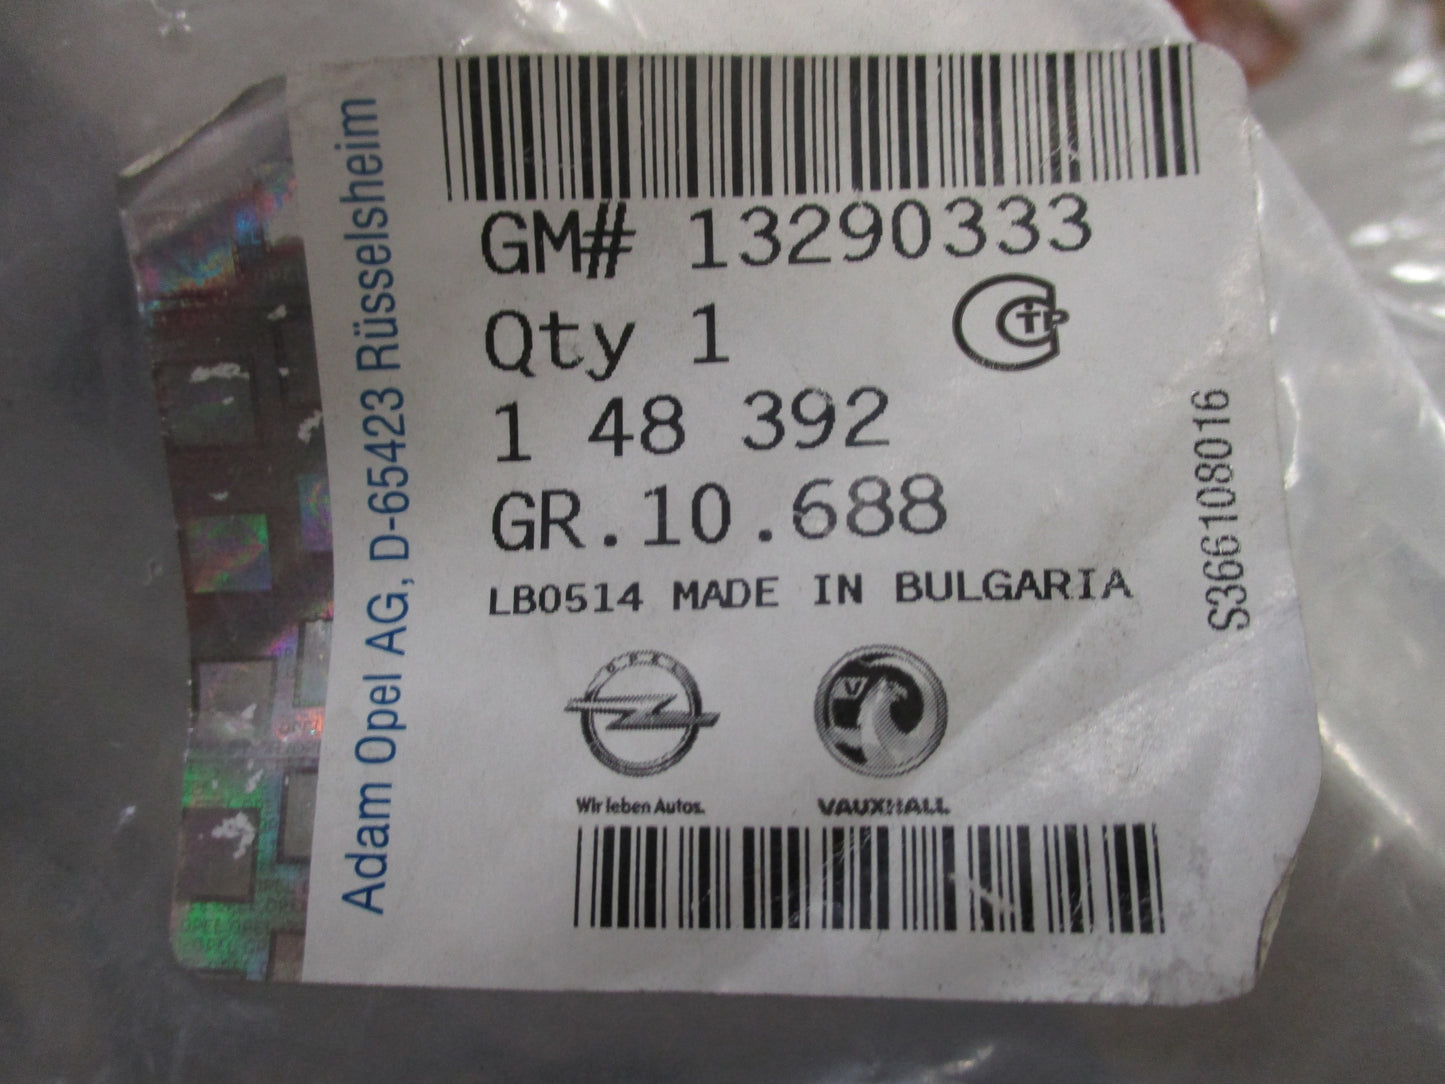 GM# 13290333
Qty 1
1 48 392
GR.10.688
LB0514 MADE IN BULGARIA
OPEL
Wir leben Autos.
VAUXHALL
Adam Opel AG, D-65423 Rüsselsheim
S366108016